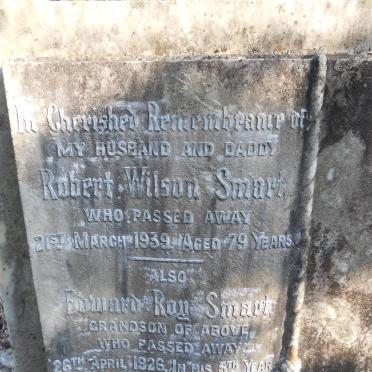 In Cherished Remembrance of
MY HUSBAND AND DADDY
Robert Wilson Smart,
WHO PASSED AWAY
21ST MARCH 1939, AGED 79 YEARS.
ALSO
Edward Roy Smart,
GRANDSON OF ABOVE,
WHO PASSED AWAY
26TH APRIL 1926, IN HIS 5TH YEAR